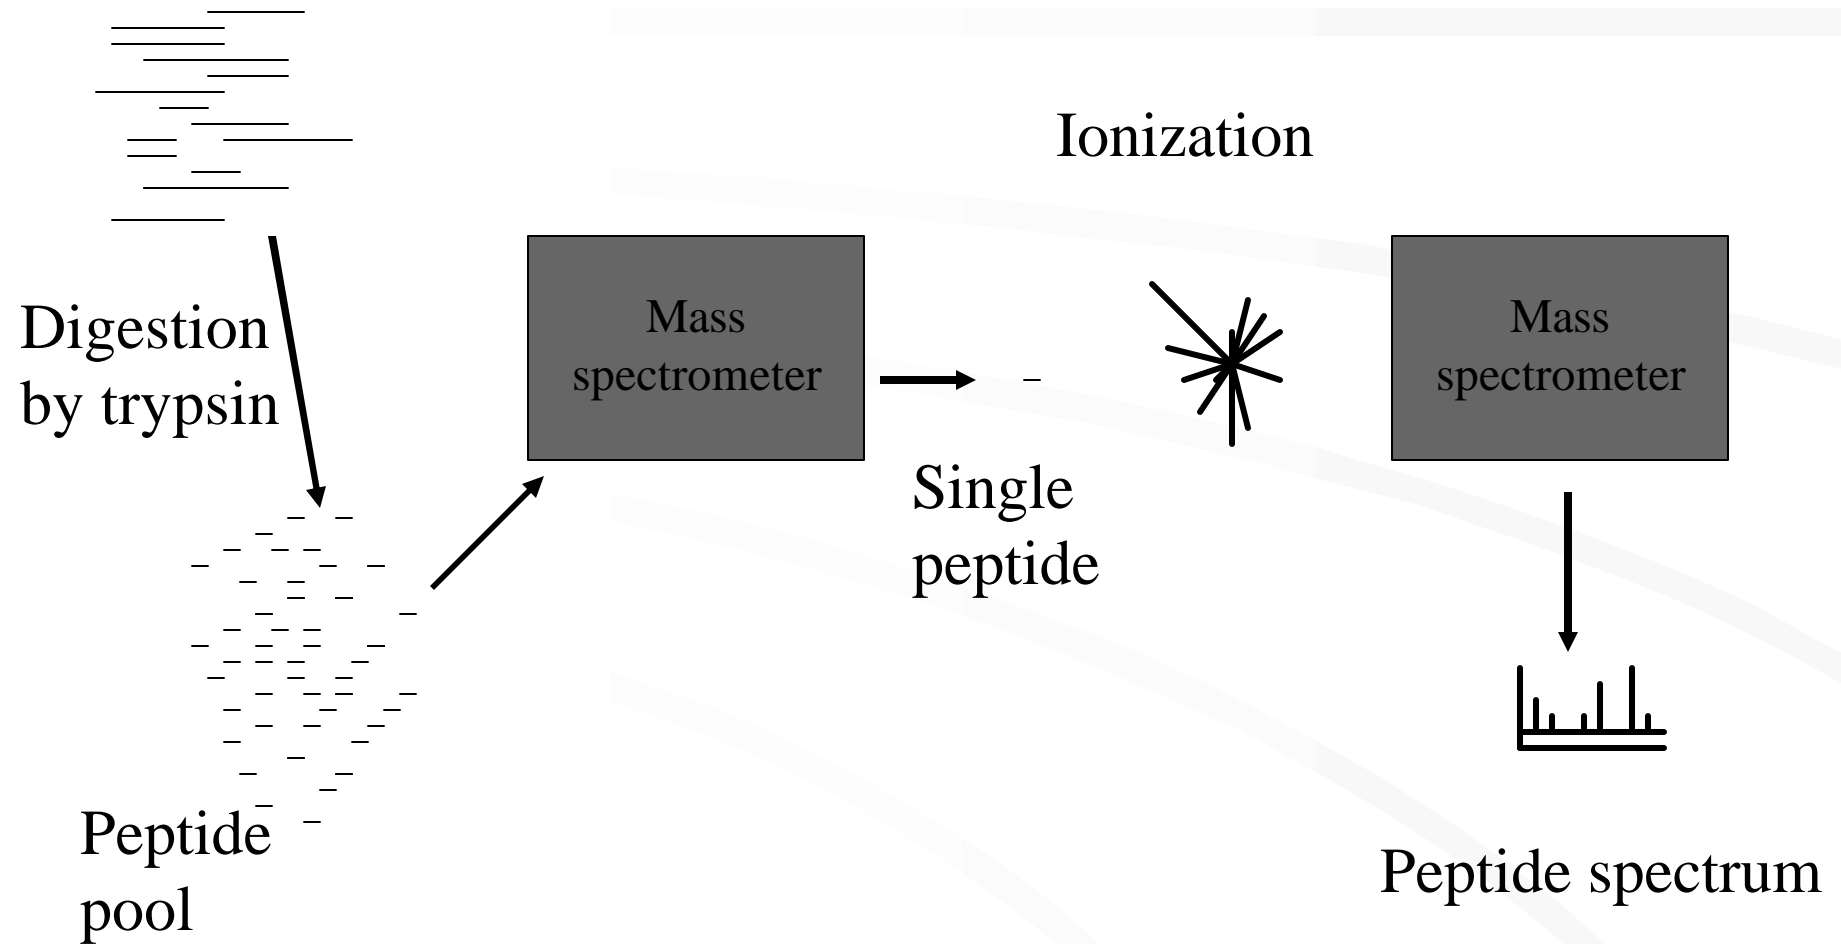 Ionization
Digestion
by trypsin
Mass
spectrometer
Mass
spectrometer
Single
peptide
Peptide
pool
Peptide spectrum